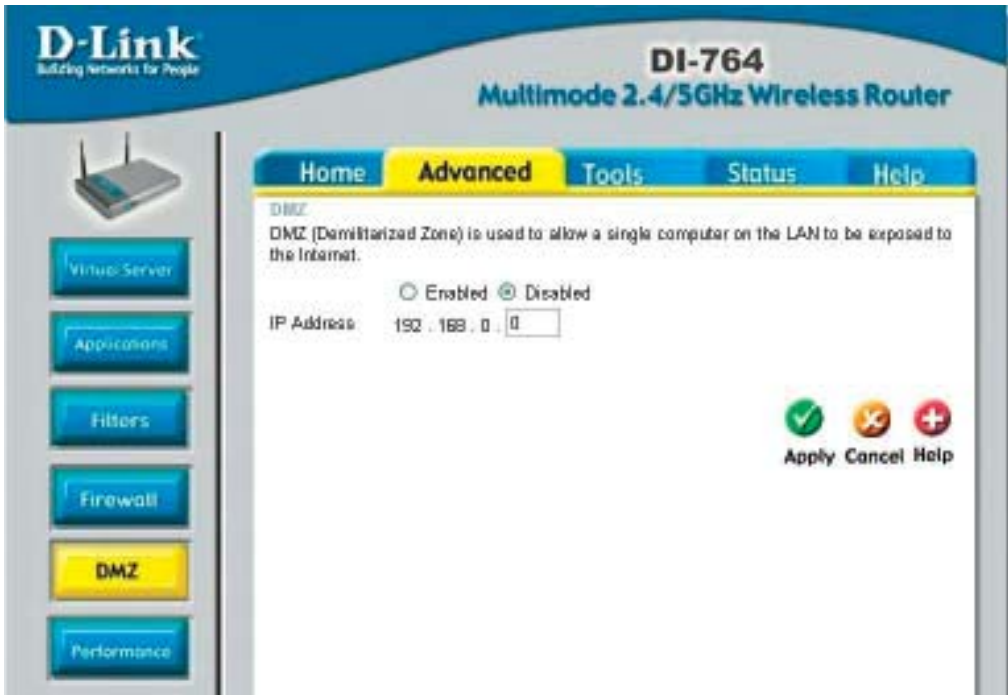 D-Link
Building Networks for People
DI-764
Multimode 2.4/5GHz Wireless Router
Home Advanced Tools Status Help
DMZ
DMZ (Demilitarized Zone) is used to allow a single computer on the LAN to be exposed to
the Internet.
Enabled Disabled
IP Address 192 . 168 . 0 . 0
Apply Cancel Help
Virtual Server
Applications
Filters
Firewall
DMZ
Performance